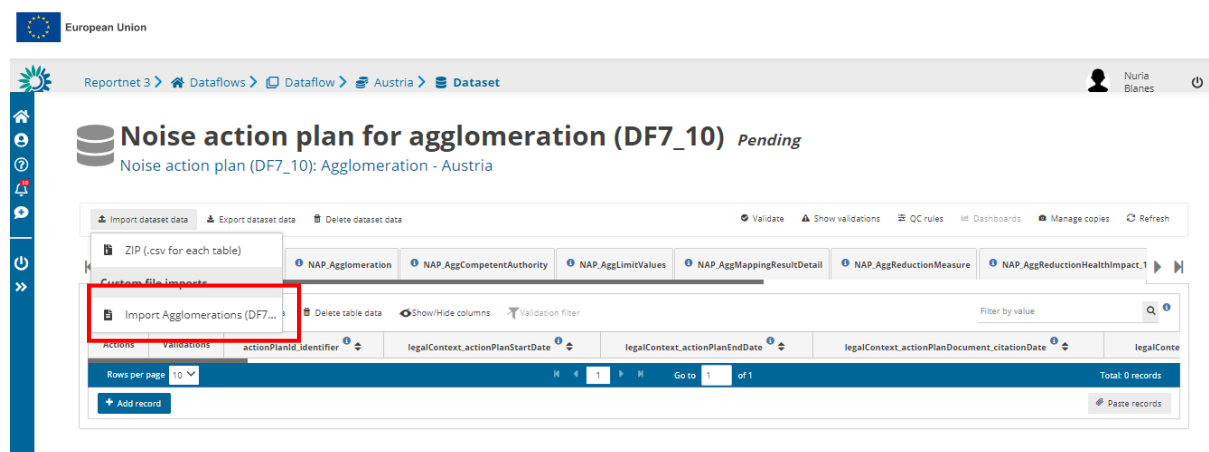 European Union
Reportnet 3 Dataflows Dataflow Austria Dataset
Nuria
Blanes
Noise action plan for agglomeration (DF7_10) Pending
Noise action plan (DF7_10): Agglomeration - Austria
10
Import dataset data Export dataset data Delete dataset data Validate Show validations QC rules Dashboards Manage copies Refresh
ZIP (.csv for each table)
NAP_Agglomeration NAP_AggCompetentAuthority NAP_AggLimitValues NAP_AggMappingResultDetail NAP_AggReductionMeasure NAP_AggReductionHealthImpact_1
Custom file imports
Import Agglomerations (DF7... Delete table data Show/Hide columns Validation filter Filter by value
Actions Validations actionPlanId_identifier legalContext_actionPlanStartDate legalContext_actionPlanEndDate legalContext_actionPlanDocument_citationDate legalConte
Rows per page 10 1 Go to 1 of 1 Total: 0 records
+ Add record Paste records